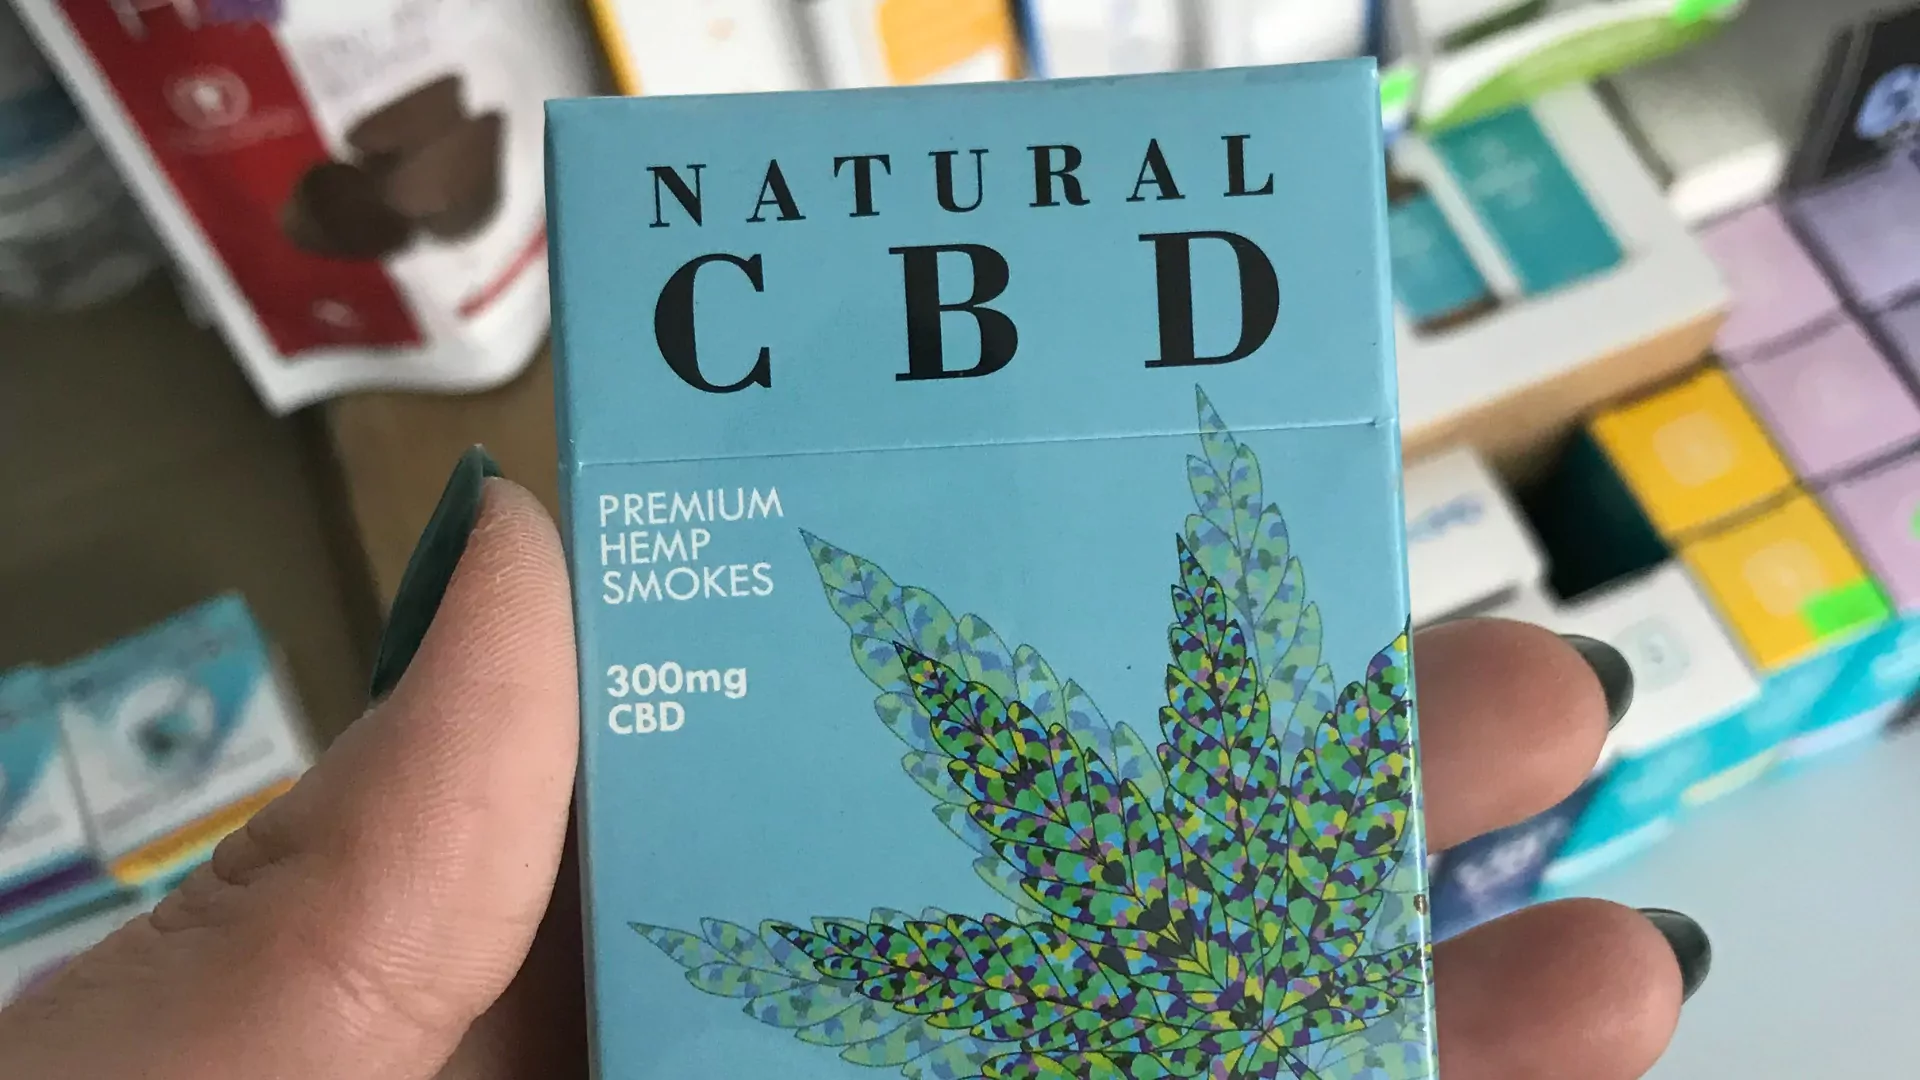 NATURAL
CBD
PREMIUM
HEMP
SMOKES
300mg
CBD